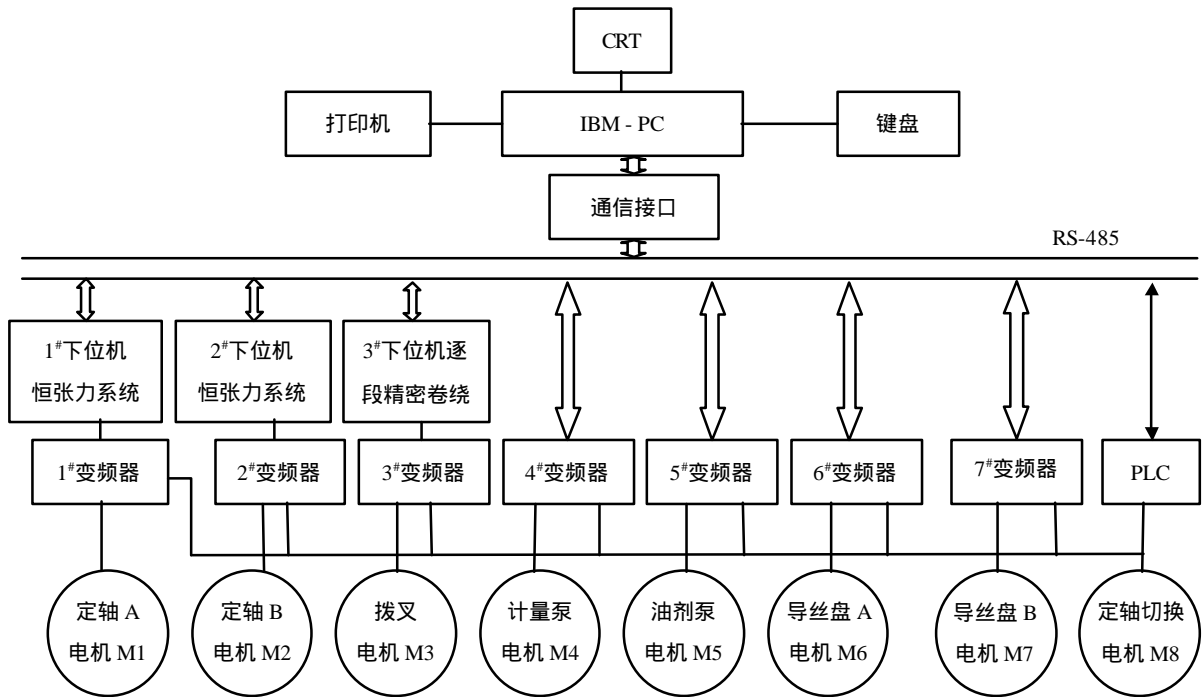 CRT
打印机
IBM - PC
键盘
通信接口
RS-485
1#下位机
恒张力系统
2#下位机
恒张力系统
3#下位机逐
段精密卷绕
1#变频器
2#变频器
3#变频器
4#变频器
5#变频器
6#变频器
7#变频器
PLC
定轴 A
电机 M1
定轴 B
电机 M2
拨叉
电机 M3
计量泵
电机 M4
油剂泵
电机 M5
导丝盘 A
电机 M6
导丝盘 B
电机 M7
定轴切换
电机 M8